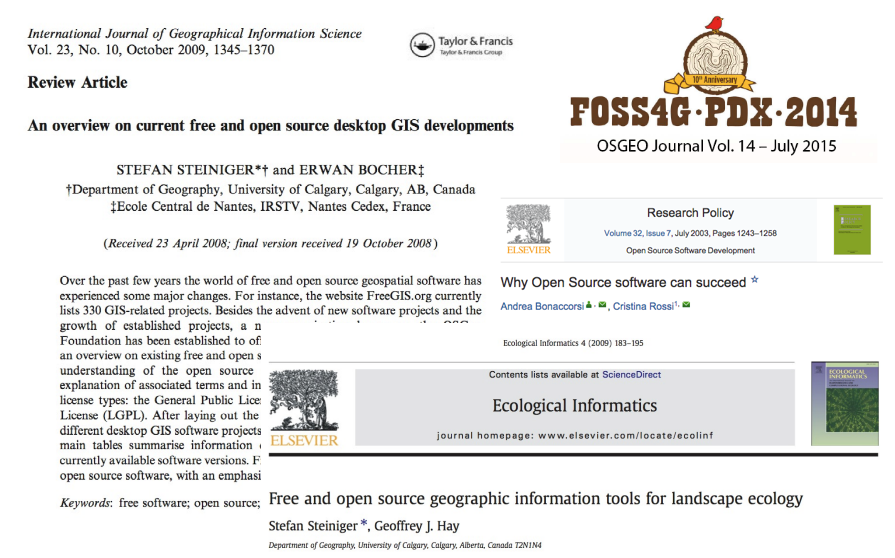 International Journal of Geographical Information Science
Vol. 23, No. 10, October 2009, 1345–1370
Taylor & Francis
Taylor & Francis Group
Review Article
An overview on current free and open source desktop GIS developments
STEFAN STEINIGER*† and ERWAN BOCHER‡
†Department of Geography, University of Calgary, Calgary, AB, Canada
‡Ecole Central de Nantes, IRSTV, Nantes Cedex, France
(Received 23 April 2008; final version received 19 October 2008)
Over the past few years the world of free and open source geospatial software has
experienced some major changes. For instance, the website FreeGIS.org currently
lists 330 GIS-related projects. Besides the advent of new software projects and the
growth of established projects, a n
Foundation has been established to of
an overview on existing free and open s
understanding of the open source
explanation of associated terms and in
license types: the General Public Lice
License (LGPL). After laying out the
different desktop GIS software projects
main tables summarise information
currently available software versions. F
open source software, with an emphasi
Keywords: free software; open source;
10th Anniversary
FOSS4G·PDX·2014
OSGEO Journal Vol. 14 – July 2015
ELSEVIER
Research Policy
Volume 32, Issue 7, July 2003, Pages 1243–1258
Open Source Software Development
Why Open Source software can succeed ☆
Andrea Bonaccorsi, Cristina Rossi¹,
Ecological Informatics 4 (2009) 183–195
Contents lists available at ScienceDirect
Ecological Informatics
journal homepage: www.elsevier.com/locate/ecolinf
ELSEVIER
ECOLOGICAL
INFORMATICS
Free and open source geographic information tools for landscape ecology
Stefan Steiniger *, Geoffrey J. Hay
Department of Geography, University of Calgary, Calgary, Alberta, Canada T2N1N4